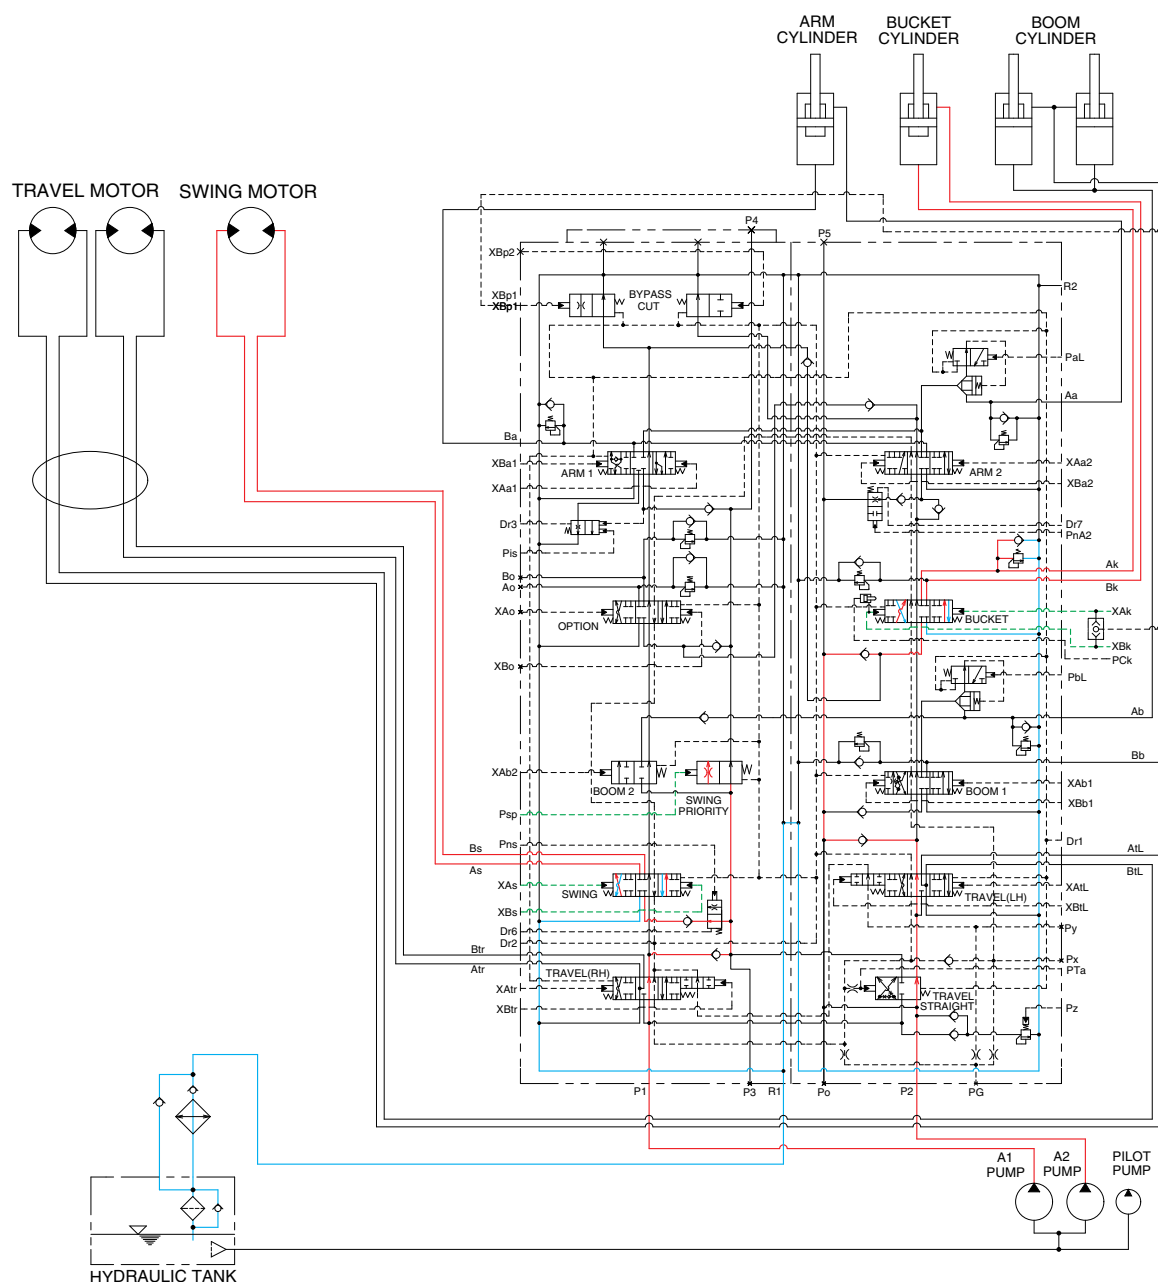 ARM
CYLINDER
BUCKET
CYLINDER
BOOM
CYLINDER
TRAVEL MOTOR
SWING MOTOR
P4
P5
XBp2
XBp1
XBp1
BYPASS
CUT
R2
PaL
Aa
Ba
XBa1
ARM 1
XAa1
ARM 2
XAa2
XBa2
Dr3
Dr7
PnA2
Pis
Bo
Ao
Ak
Bk
XAo
OPTION
BUCKET
XAk
XBk
PCk
XBo
PbL
Ab
Bb
XAb2
BOOM 2
SWING
PRIORITY
BOOM 1
XAb1
XBb1
Psp
Pns
Dr1
Bs
As
AtL
BtL
XAs
SWING
TRAVEL(LH)
XAtL
XBs
XBtL
Dr6
Dr2
Py
Btr
Atr
TRAVEL(RH)
Px
PTa
XAtr
TRAVEL
STRAIGHT
XBtr
Pz
P1
P3
R1
Po
P2
PG
A1
PUMP
A2
PUMP
PILOT
PUMP
HYDRAULIC TANK